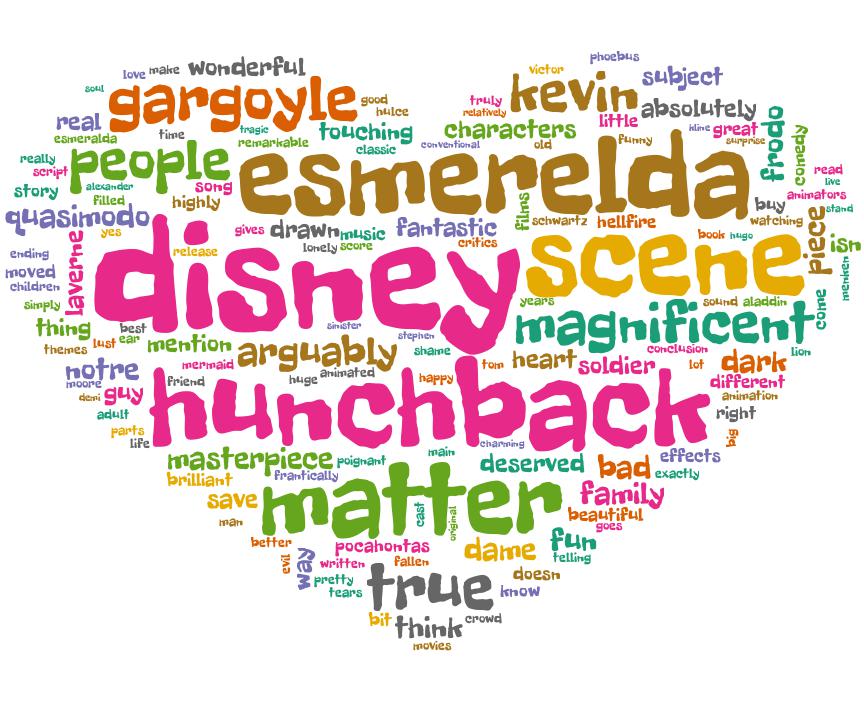 phoebus
love make wonderful
victor
subject
soul
gargoyle
good
hulce
truly
relatively
kevin
little
absolutely
real
esmeralda
time
tragic
remarkable
touching
classic
characters
conventional
old
funny
kline
great
surprise
frodo
comedy
really
script
people
song
esmerelda
story
alexander
filled
highly
read
live
animators
buy
stand
quasimodo
yes
gives
drawn
music
fantastic
films
schwartz
hellfire
watching
piece
isn
laverne
disney
release
lonely
score
critics
scene
book
hugo
ending
moved
children
menken
come
simply
thing
best
ear
sinister
years
magnificent
sound
aladdin
themes
lust
mention
arguably
stephen
shame
heart
soldier
conclusion
lot
lion
dark
notre
moore
mermaid
huge
animated
happy
tom
different
animation
demi
guy
friend
hunchback
right
adult
parts
life
charming
big
masterpiece
poignant
main
deserved
bad
effects
exactly
brilliant
frantically
save
matter
cast
original
family
beautiful
goes
man
better
evil
way
pocahontas
written
fallen
dame
fun
telling
pretty
tears
true
doesn
know
bit
think
crowd
movies